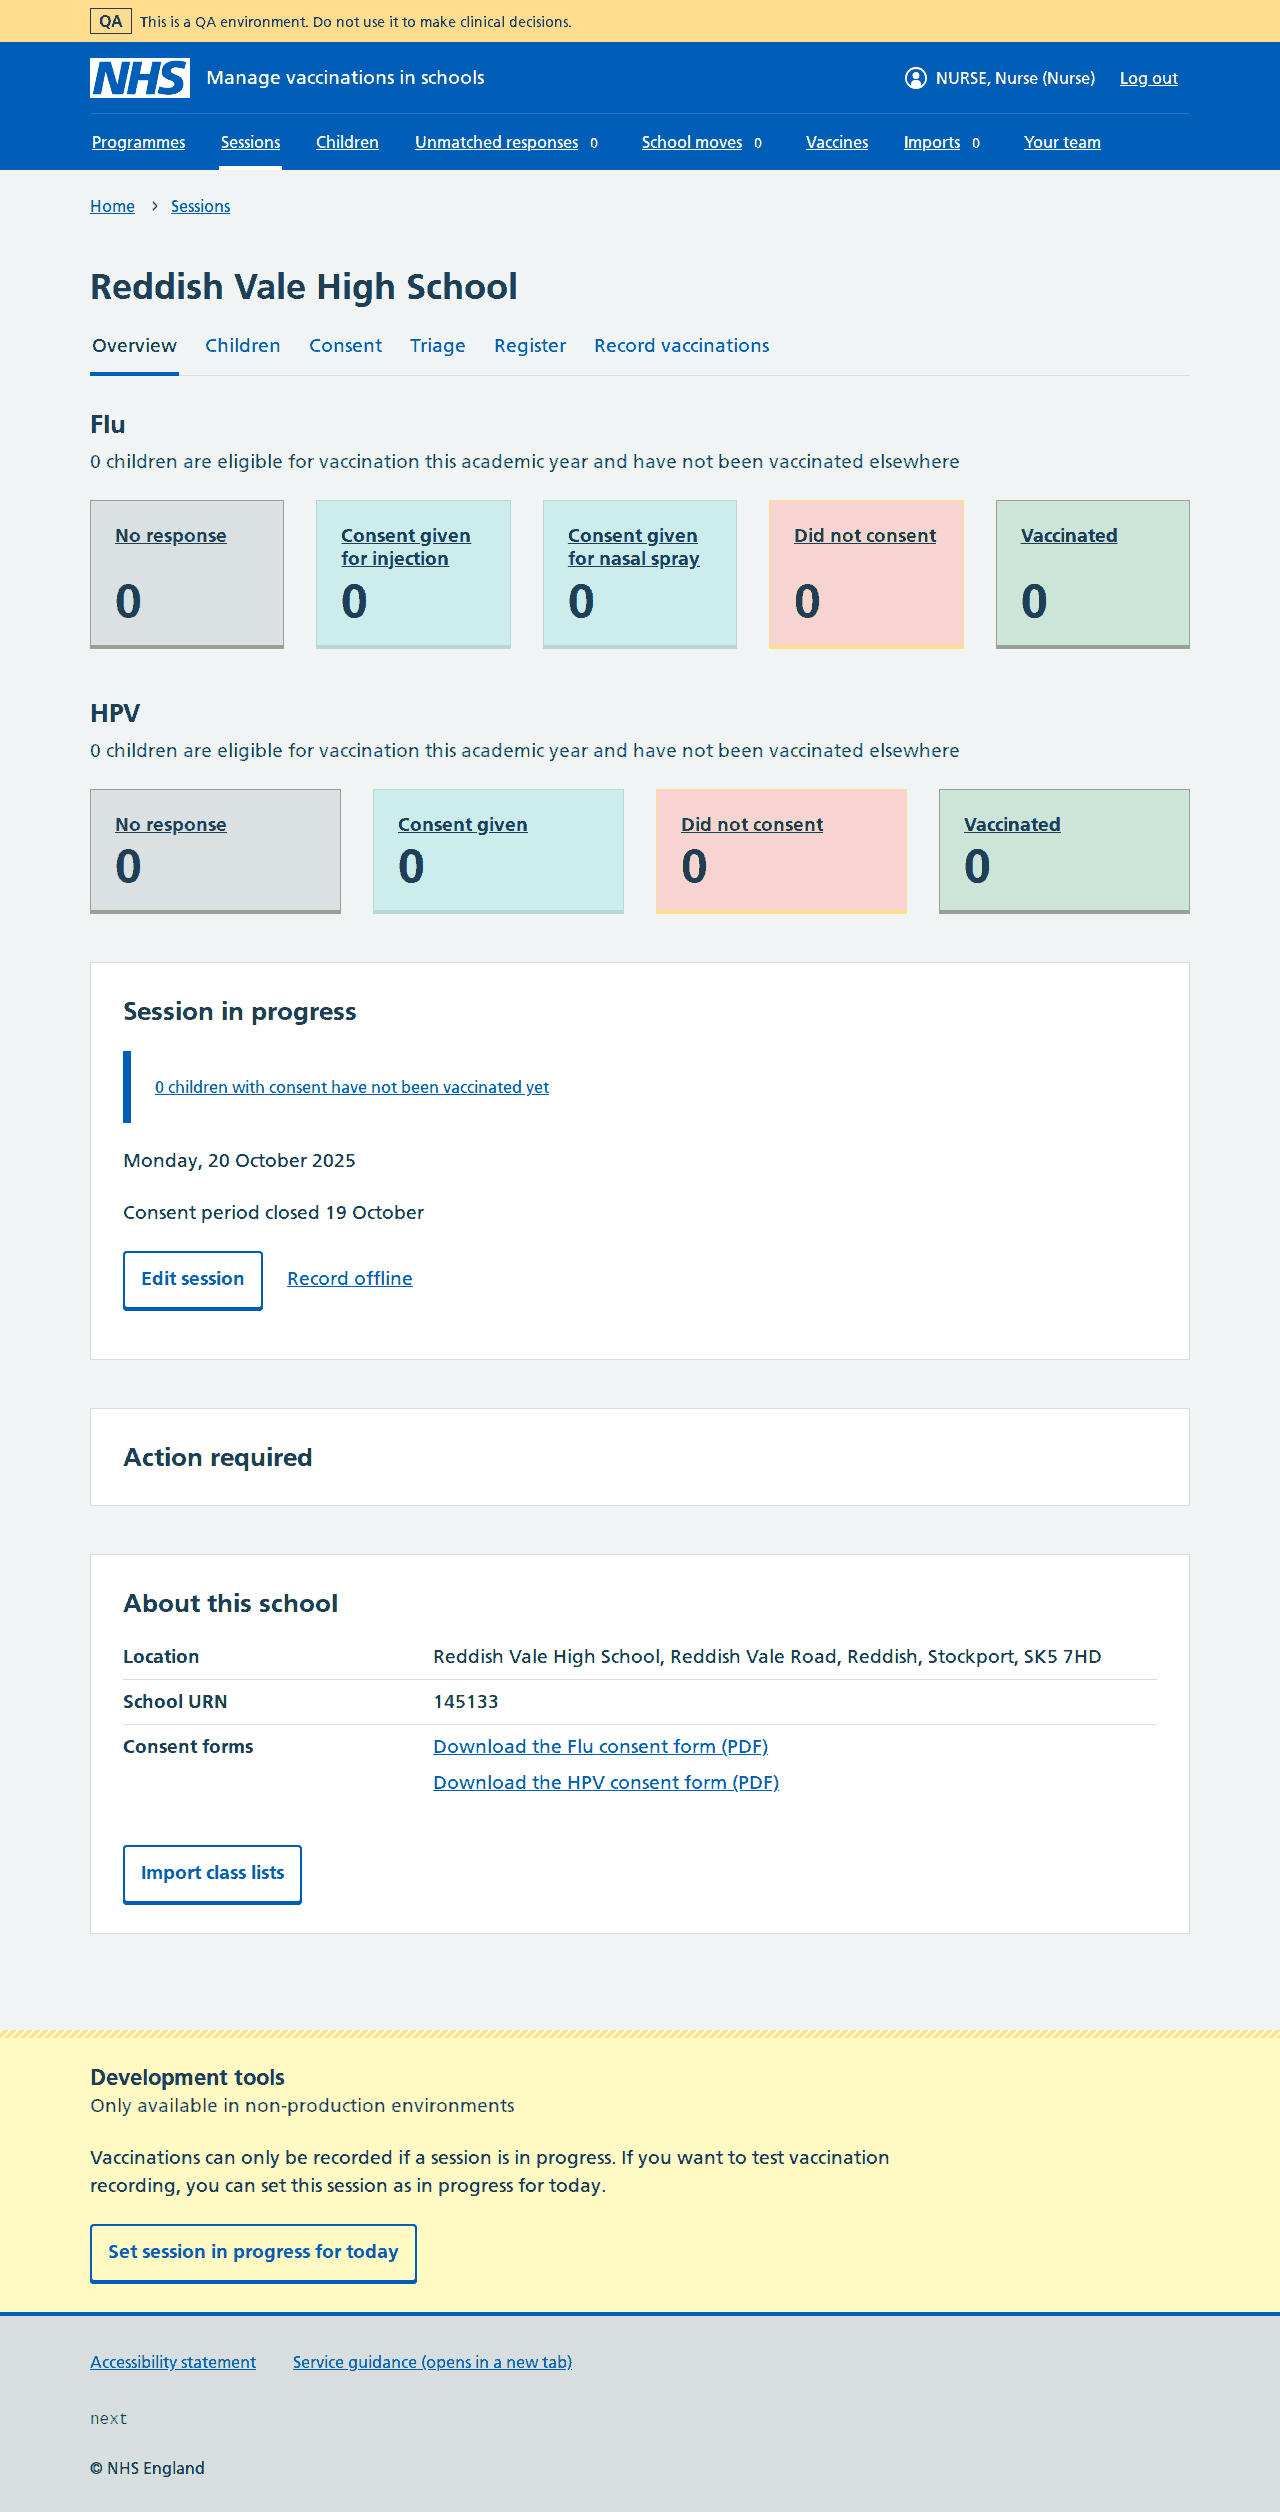 QA This is a QA environment. Do not use it to make clinical decisions.
NHS Manage vaccinations in schools NURSE, Nurse (Nurse) Log out
Programmes Sessions Children Unmatched responses 0 School moves 0 Vaccines Imports 0 Your team
Home Sessions
Reddish Vale High School
Overview Children Consent Triage Register Record vaccinations
Flu
0 children are eligible for vaccination this academic year and have not been vaccinated elsewhere
No response
0
Consent given
for injection
0
Consent given
for nasal spray
0
Did not consent
0
Vaccinated
0
HPV
0 children are eligible for vaccination this academic year and have not been vaccinated elsewhere
No response
0
Consent given
0
Did not consent
0
Vaccinated
0
Session in progress
0 children with consent have not been vaccinated yet
Monday, 20 October 2025
Consent period closed 19 October
Edit session Record offline
Action required
About this school
Location Reddish Vale High School, Reddish Vale Road, Reddish, Stockport, SK5 7HD
School URN 145133
Consent forms Download the Flu consent form (PDF)
Download the HPV consent form (PDF)
Import class lists
Development tools
Only available in non-production environments
Vaccinations can only be recorded if a session is in progress. If you want to test vaccination
recording, you can set this session as in progress for today.
Set session in progress for today
Accessibility statement Service guidance (opens in a new tab)
next
© NHS England